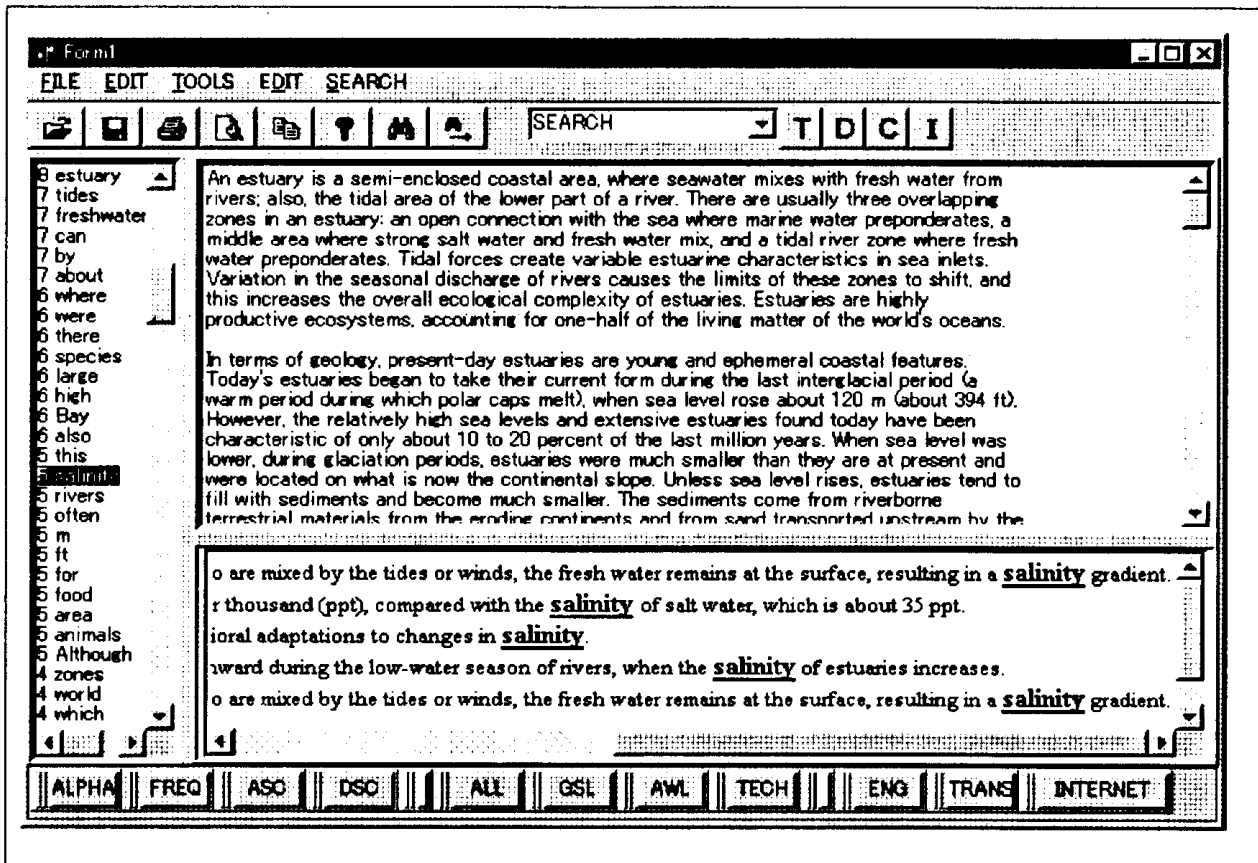 Form1
FILE EDIT TOOLS EDIT SEARCH
SEARCH T D C I
8 estuary
7 tides
7 freshwater
7 can
7 by
7 about
6 where
6 were
6 there
6 species
6 large
6 high
6 Bay
6 also
5 this
5 salinity
5 rivers
5 often
5 m
5 ft
5 for
5 food
5 area
5 animals
5 Although
4 zones
4 world
4 which
An estuary is a semi-enclosed coastal area, where seawater mixes with fresh water from
rivers; also, the tidal area of the lower part of a river. There are usually three overlapping
zones in an estuary: an open connection with the sea where marine water preponderates, a
middle area where strong salt water and fresh water mix, and a tidal river zone where fresh
water preponderates. Tidal forces create variable estuarine characteristics in sea inlets.
Variation in the seasonal discharge of rivers causes the limits of these zones to shift, and
this increases the overall ecological complexity of estuaries. Estuaries are highly
productive ecosystems, accounting for one-half of the living matter of the world's oceans.
In terms of geology, present-day estuaries are young and ephemeral coastal features.
Today's estuaries began to take their current form during the last interglacial period (a
warm period during which polar caps melt), when sea level rose about 120 m (about 394 ft).
However, the relatively high sea levels and extensive estuaries found today have been
characteristic of only about 10 to 20 percent of the last million years. When sea level was
lower, during glaciation periods, estuaries were much smaller than they are at present and
were located on what is now the continental slope. Unless sea level rises, estuaries tend to
fill with sediments and become much smaller. The sediments come from riverborne
terrestrial materials from the eroding continents and from sand transported upstream by the
o are mixed by the tides or winds, the fresh water remains at the surface, resulting in a salinity gradient.
r thousand (ppt), compared with the salinity of salt water, which is about 35 ppt.
ioral adaptations to changes in salinity.
ward during the low-water season of rivers, when the salinity of estuaries increases.
o are mixed by the tides or winds, the fresh water remains at the surface, resulting in a salinity gradient.
ALPHA FREQ ASC DSC ALL GSL AWL TECH ENG TRANS INTERNET